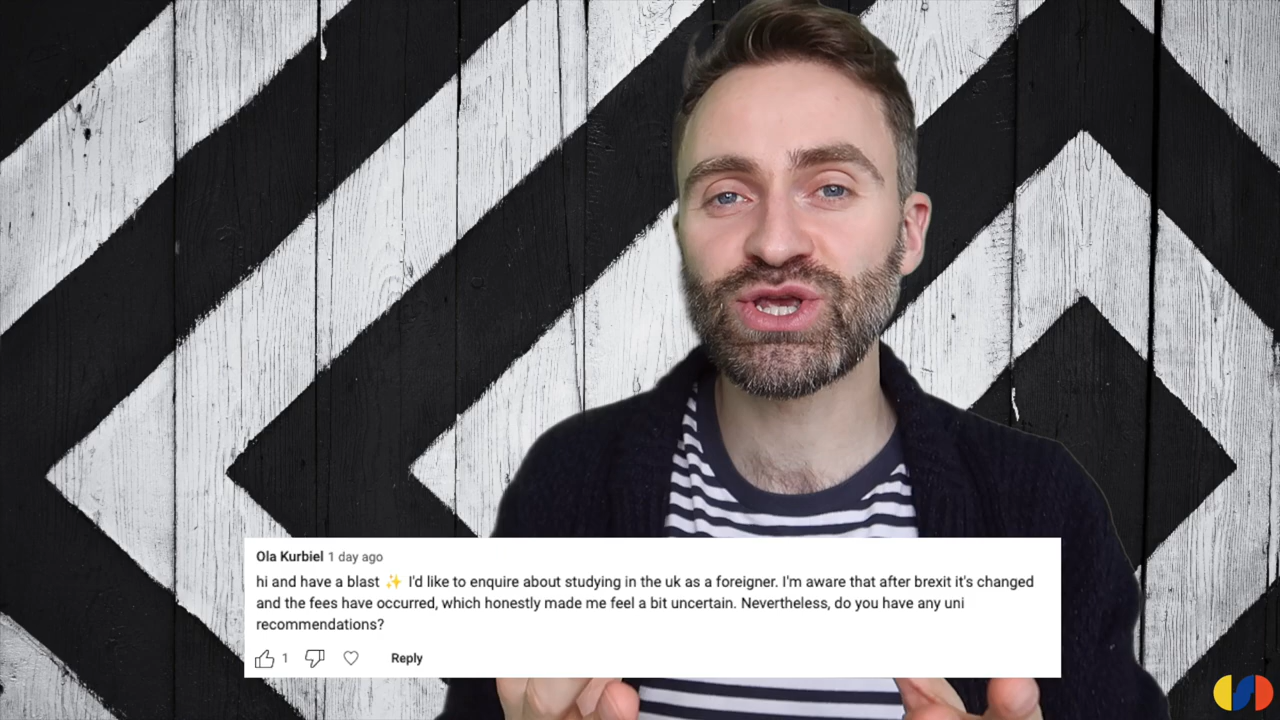 Ola Kurbiel 1 day ago
hi and have a blast ✨ I'd like to enquire about studying in the uk as a foreigner. I'm aware that after brexit it's changed
and the fees have occurred, which honestly made me feel a bit uncertain. Nevertheless, do you have any uni
recommendations?
1 Reply